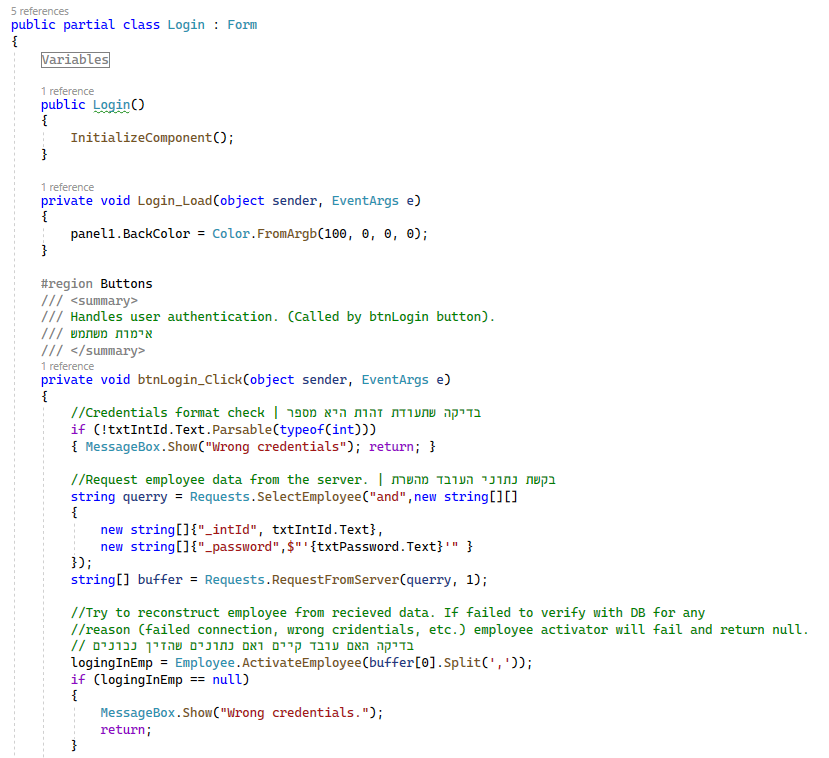 5 references
public partial class Login : Form
{
Variables
1 reference
public Login()
{
InitializeComponent();
}
1 reference
private void Login_Load(object sender, EventArgs e)
{
panel1.BackColor = Color.FromArgb(100, 0, 0, 0);
}
#region Buttons
/// <summary>
/// Handles user authentication. (Called by btnLogin button).
/// אימות משתמש
/// </summary>
1 reference
private void btnLogin_Click(object sender, EventArgs e)
{
//Credentials format check | בדיקה שתעודת זהות היא מספר
if (!txtIntId.Text.Parsable(typeof(int)))
{ MessageBox.Show("Wrong credentials"); return; }
//Request employee data from the server. | בקשת נתוני העובד מהשרת
string querry = Requests.SelectEmployee("and",new string[][]
{
new string[]{"_intId", txtIntId.Text},
new string[]{"_password",$"'{txtPassword.Text}'" }
});
string[] buffer = Requests.RequestFromServer(querry, 1);
//Try to reconstruct employee from recieved data. If failed to verify with DB for any
//reason (failed connection, wrong cridentials, etc.) employee activator will fail and return null.
// בדיקה האם עובד קיים ואם נתונים שהזין נכונים
logingInEmp = Employee.ActivateEmployee(buffer[0].Split(','));
if (logingInEmp == null)
{
MessageBox.Show("Wrong credentials.");
return;
}